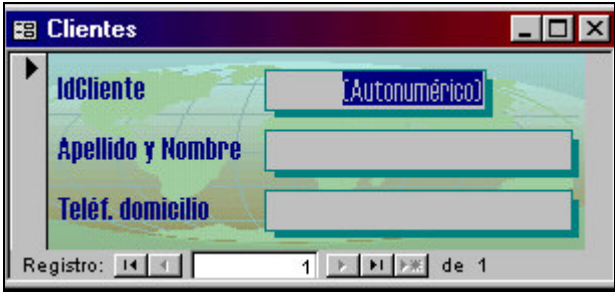 Clientes
IdCliente (Autonumérico)
Apellido y Nombre
Teléf. domicilio
Registro: 1 de 1